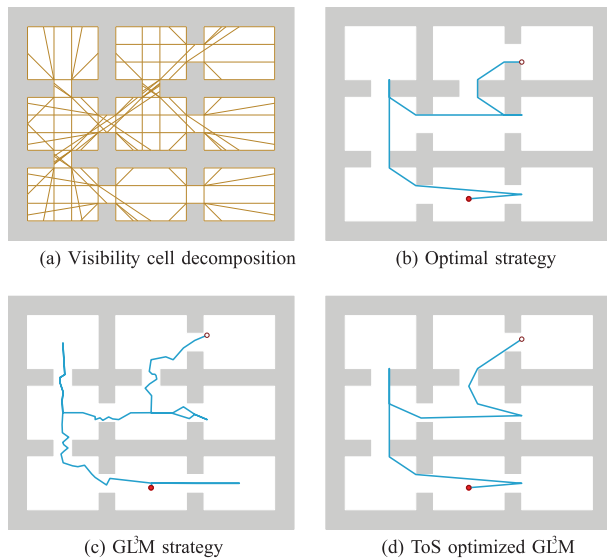 (a) Visibility cell decomposition
(b) Optimal strategy
(c) GL³M strategy
(d) ToS optimized GL³M